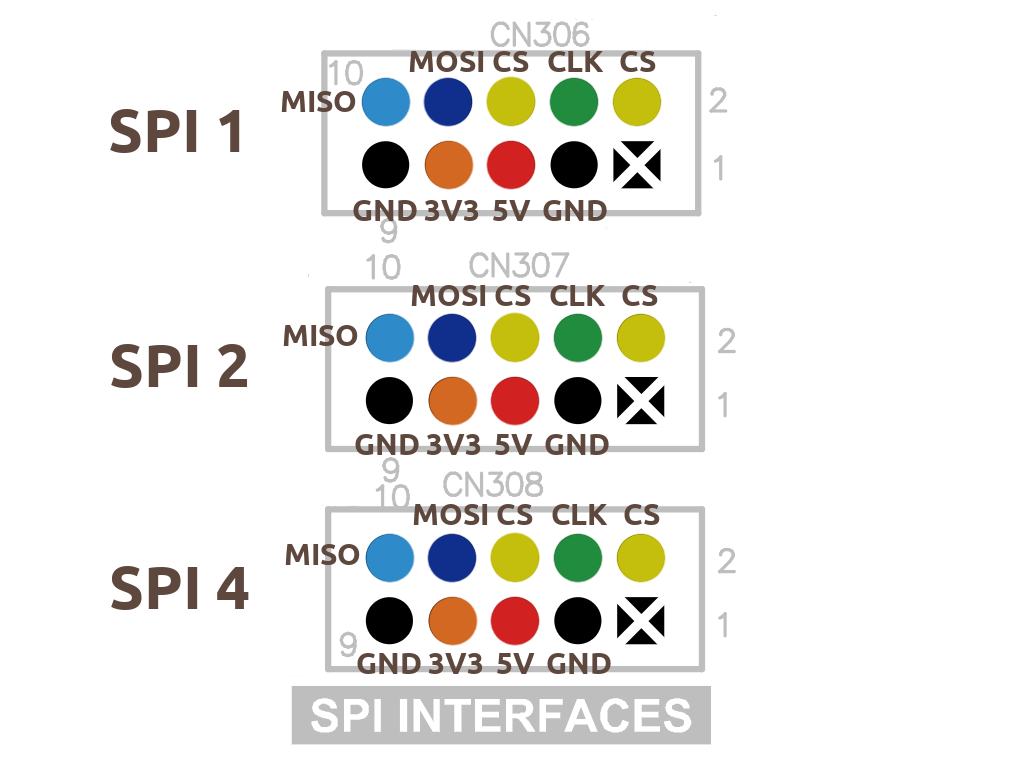 CN306
MOSI CS CLK CS
10
MISO
2
SPI 1
1
GND 3V3 5V GND
9
10
CN307
MOSI CS CLK CS
MISO
2
SPI 2
1
GND 3V3 5V GND
9
CN308
10
MOSI CS CLK CS
MISO
2
SPI 4
1
9
GND 3V3 5V GND
SPI INTERFACES